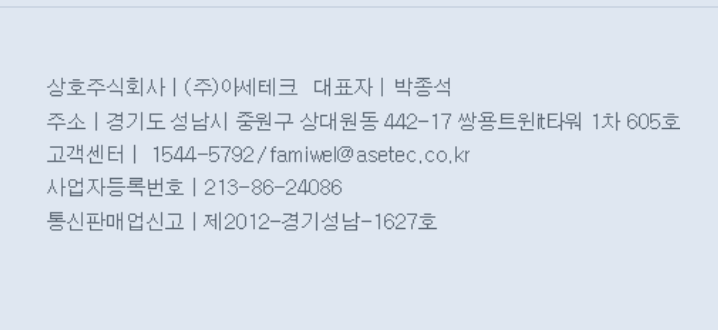 상호주식회사 | (주)아세테크 대표자 | 박종석
주소 | 경기도 성남시 중원구 상대원동 442-17 쌍용트윈it타워 1차 605호
고객센터 | 1544-5792/famiwel@asetec.co.kr
사업자등록번호 | 213-86-24086
통신판매업신고 | 제2012-경기성남-1627호